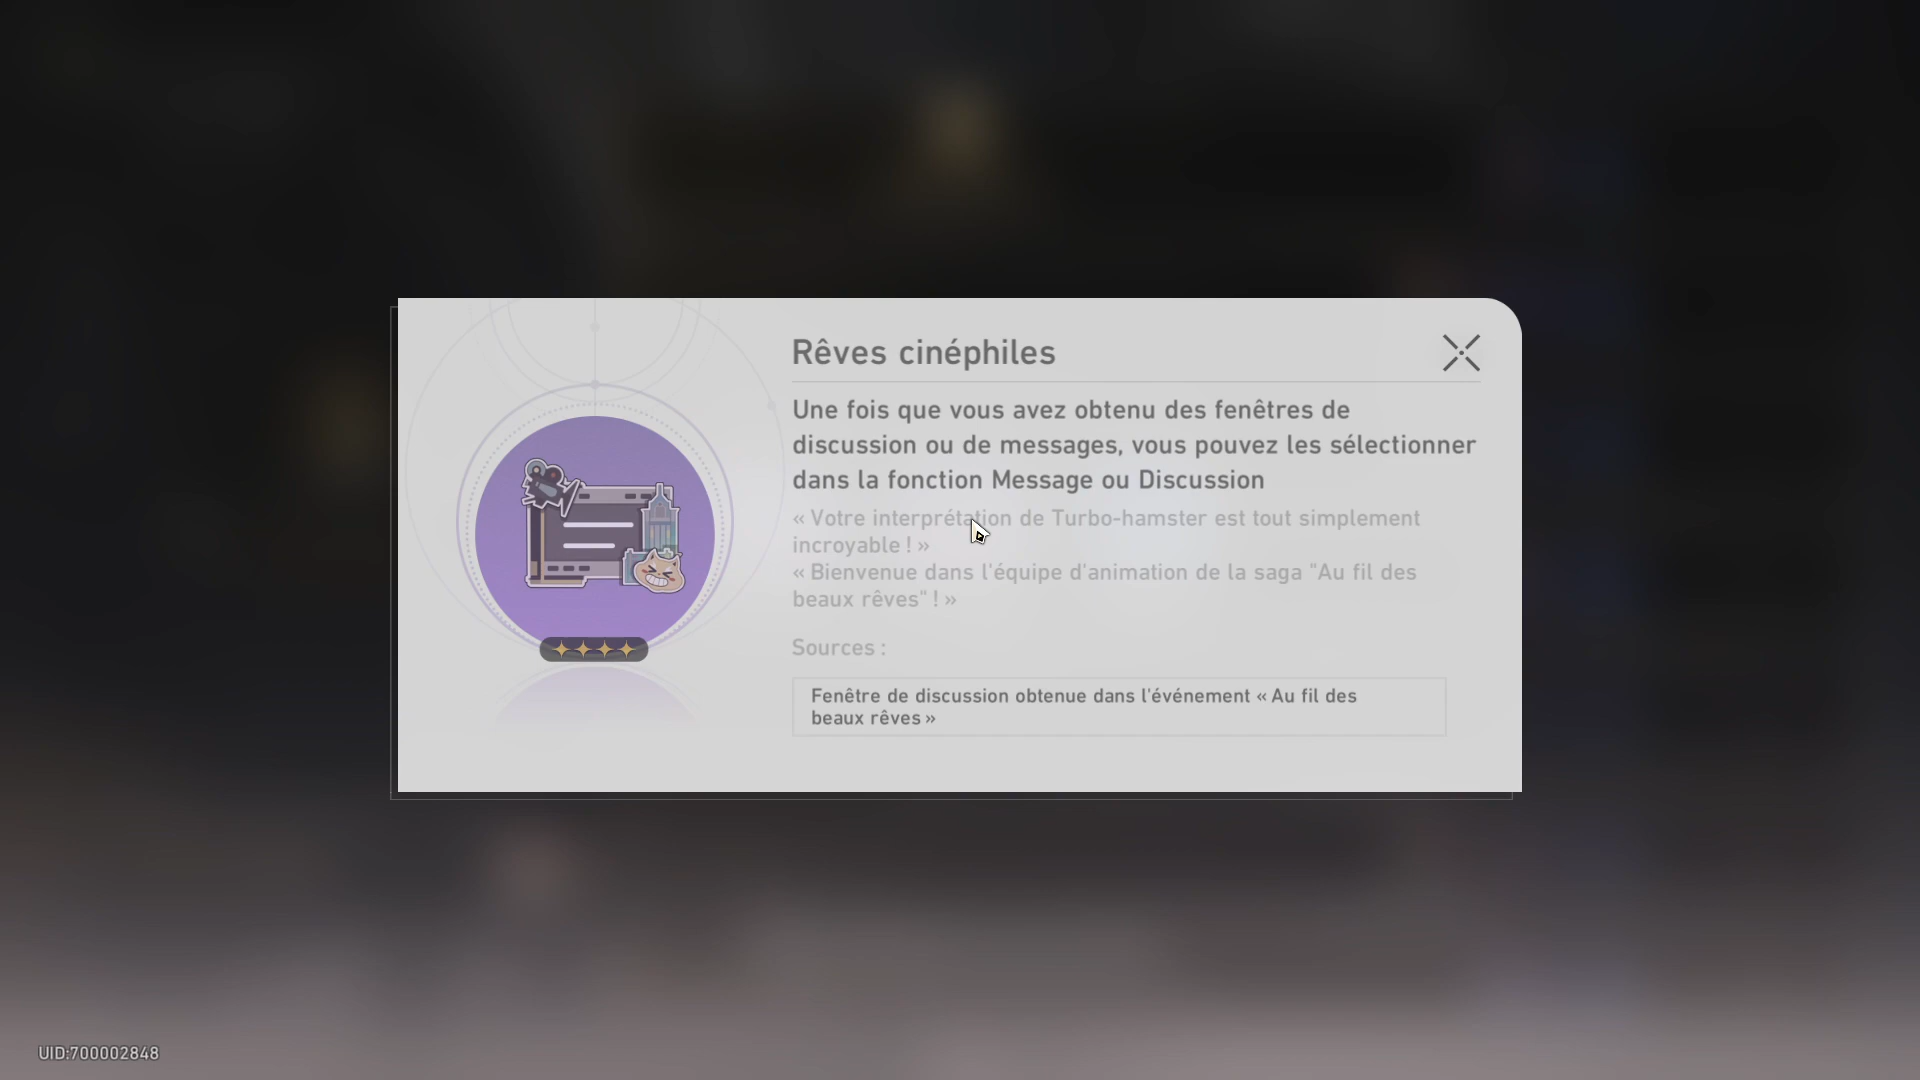 Rêves cinéphiles
Une fois que vous avez obtenu des fenêtres de
discussion ou de messages, vous pouvez les sélectionner
dans la fonction Message ou Discussion
« Votre interprétation de Turbo-hamster est tout simplement
incroyable ! »
« Bienvenue dans l'équipe d'animation de la saga "Au fil des
beaux rêves" ! »
Sources :
Fenêtre de discussion obtenue dans l'événement « Au fil des
beaux rêves »
UID:700002848